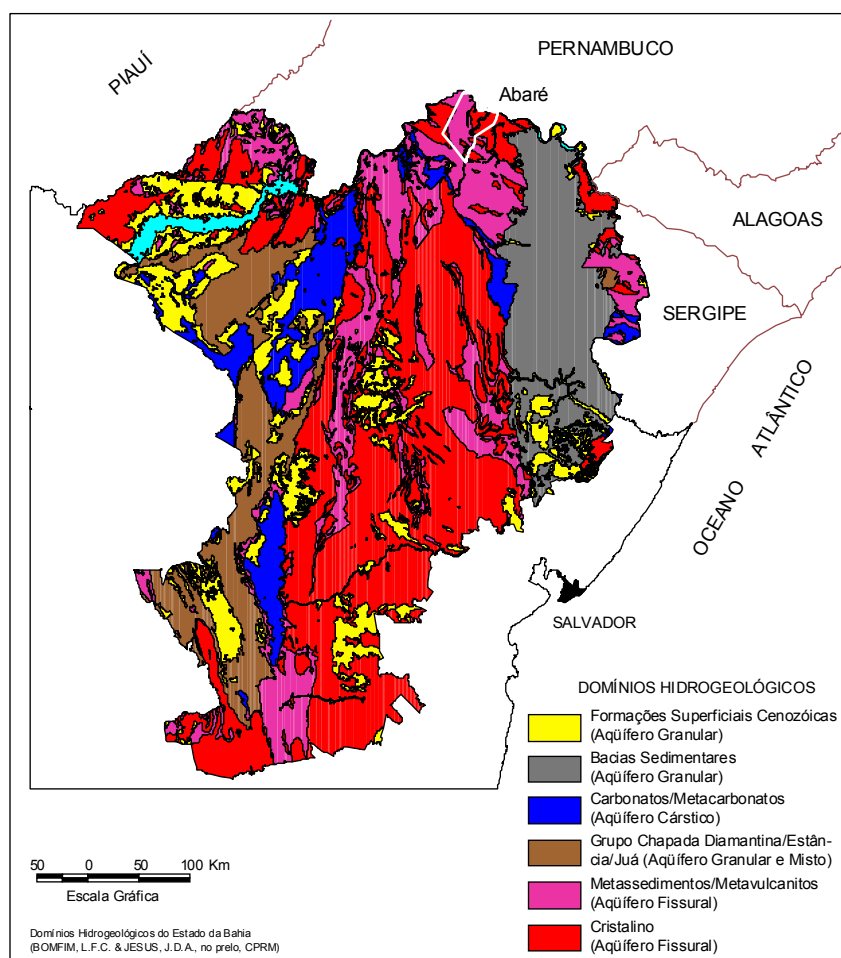 PERNAMBUCO
PIAUÍ
Abaré
ALAGOAS
SERGIPE
OCEANO ATLÂNTICO
SALVADOR
DOMÍNIOS HIDROGEOLÓGICOS
Formações Superficiais Cenozóicas
(Aqüífero Granular)
Bacias Sedimentares
(Aqüífero Granular)
Carbonatos/Metacarbonatos
(Aqüífero Cárstico)
Grupo Chapada Diamantina/Estân-
cia/Juá (Aqüífero Granular e Misto)
Metassedimentos/Metavulcanitos
(Aqüífero Fissural)
Cristalino
(Aqüífero Fissural)
50 0 50 100 Km
Escala Gráfica
Domínios Hidrogeológicos do Estado da Bahia
(BOMFIM, L.F.C. & JESUS, J.D.A., no prelo, CPRM)